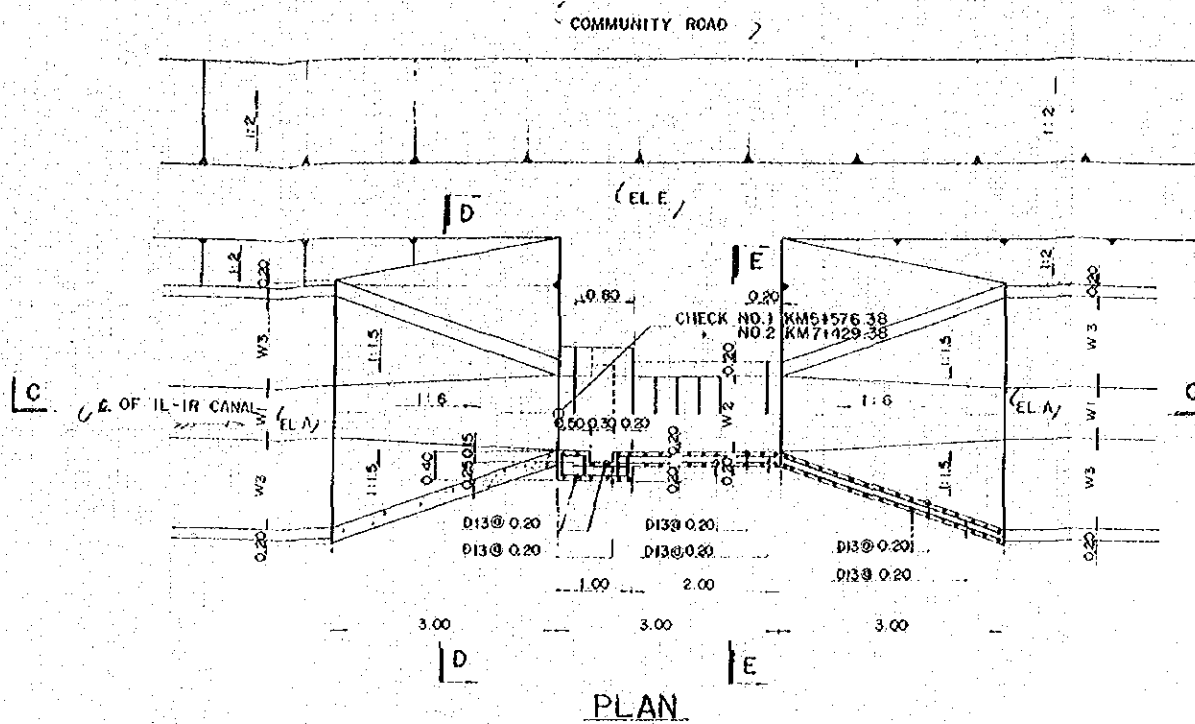 COMMUNITY ROAD
1:2
1:2
(EL. E)
D
E
1:2
0.20
0.80
0.20
1:2
0.20
CHECK NO.1 KM5+576.38
NO.2 KM7+429.38
W3
1:1.5
0.20
1:1.5
W3
C
℄ OF IL-IR CANAL
W1
(EL.A)
1:6
W2
1:6
(EL.A)
W1
C
0.50 0.30 0.20
W3
1:1.5
0.40
0.25 0.15
0.20
0.20
0.20
1:1.5
W3
0.20
D13@ 0.20
D13@ 0.20
D13@ 0.20
D13@ 0.20
D13@ 0.20
D13@ 0.20
0.20
1.00
2.00
3.00
3.00
3.00
D
E
PLAN